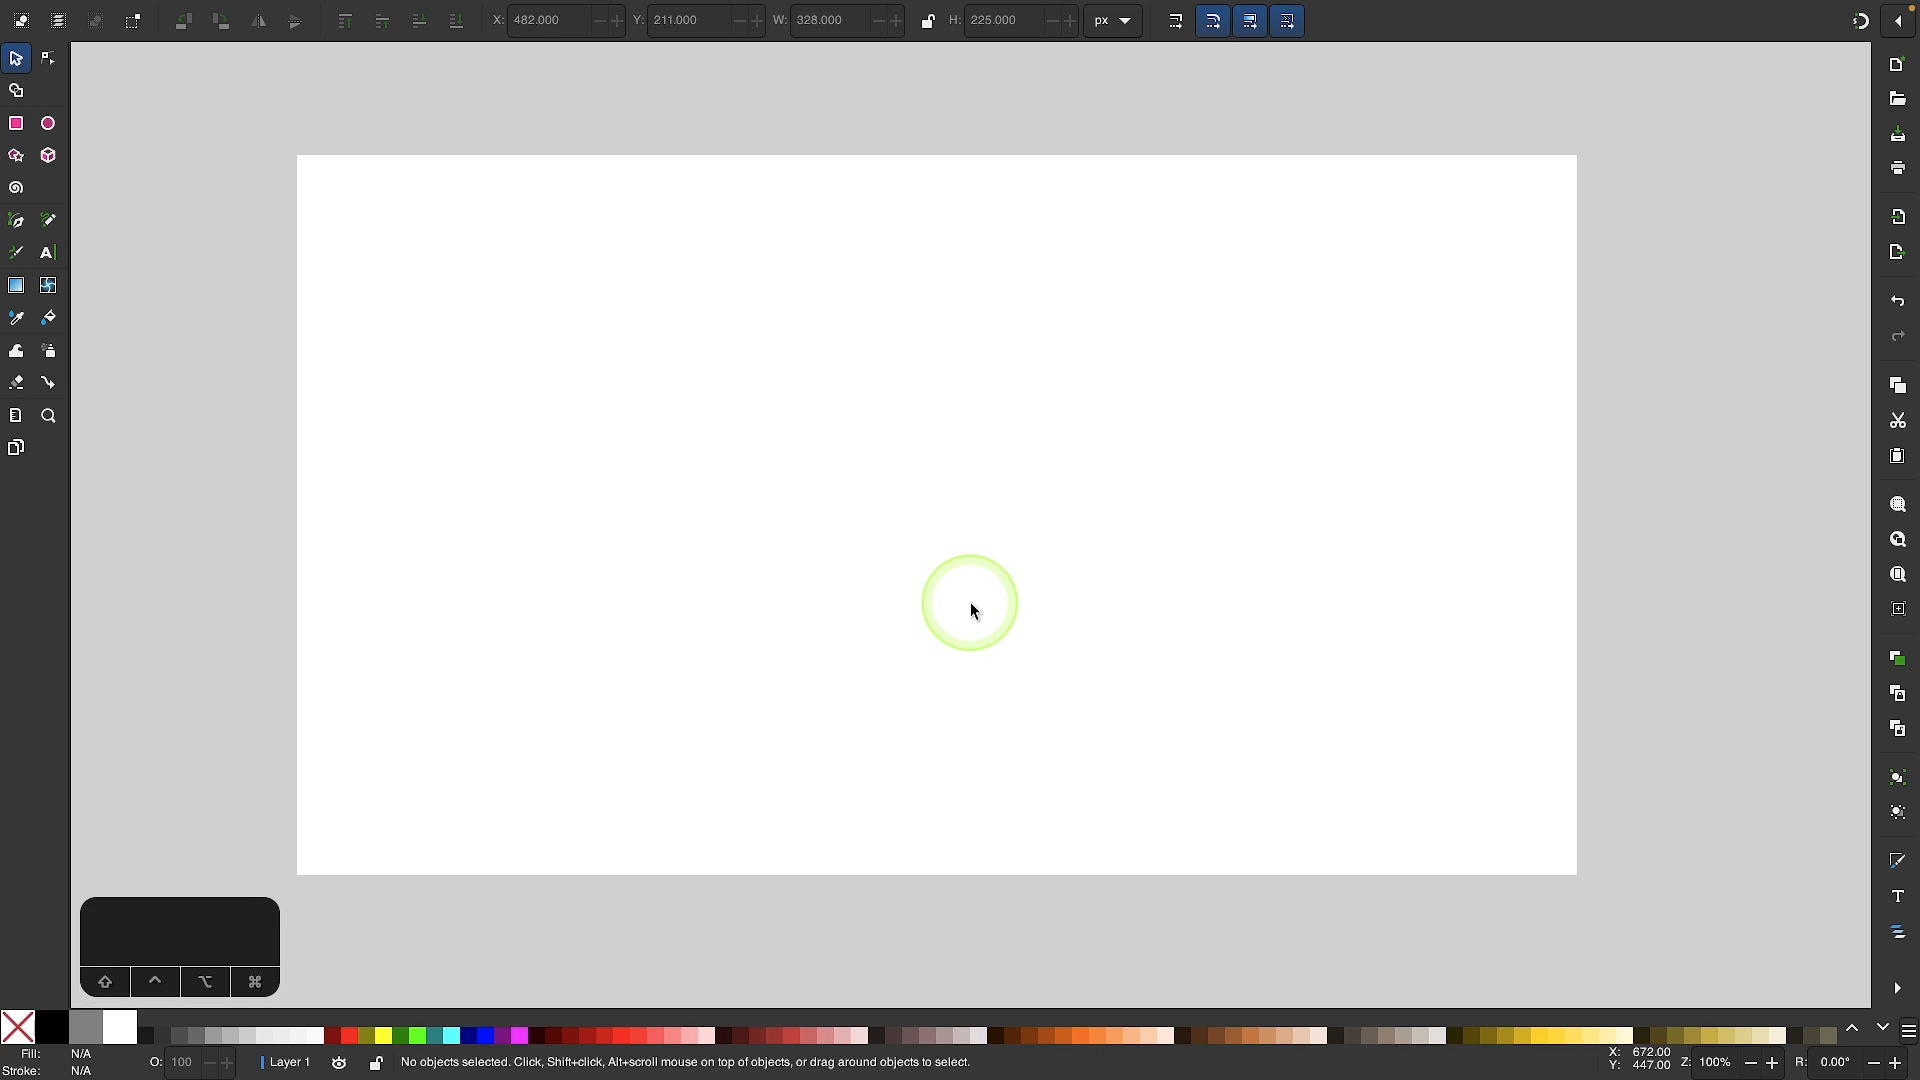 X: 482.000 Y: 211.000 W: 328.000 H: 225.000 px
Fill: N/A
Stroke: N/A
O: 100
Layer 1
No objects selected. Click, Shift+click, Alt+scroll mouse on top of objects, or drag around objects to select.
X: 672.00
Y: 447.00
Z: 100%
R: 0.00°